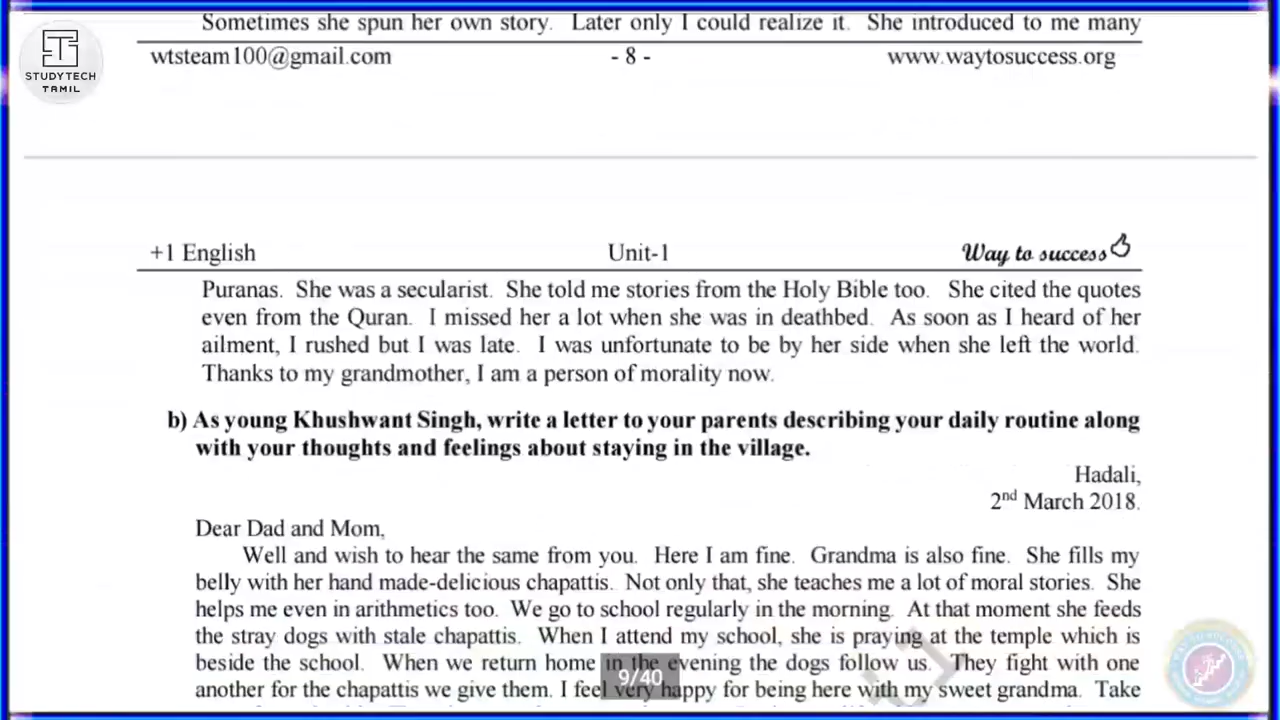 Sometimes she spun her own story. Later only I could realize it. She introduced to me many
wtsteam100@gmail.com - 8 - www.waytosuccess.org
STUDYTECH
TAMIL
+1 English Unit-1 Way to success
Puranas. She was a secularist. She told me stories from the Holy Bible too. She cited the quotes
even from the Quran. I missed her a lot when she was in deathbed. As soon as I heard of her
ailment, I rushed but I was late. I was unfortunate to be by her side when she left the world.
Thanks to my grandmother, I am a person of morality now.
b) As young Khushwant Singh, write a letter to your parents describing your daily routine along
with your thoughts and feelings about staying in the village.
Hadali,
2nd March 2018.
Dear Dad and Mom,
Well and wish to hear the same from you. Here I am fine. Grandma is also fine. She fills my
belly with her hand made-delicious chapattis. Not only that, she teaches me a lot of moral stories. She
helps me even in arithmetics too. We go to school regularly in the morning. At that moment she feeds
the stray dogs with stale chapattis. When I attend my school, she is praying at the temple which is
beside the school. When we return home in the evening the dogs follow us. They fight with one
another for the chapattis we give them. I feel very happy for being here with my sweet grandma. Take
9/40